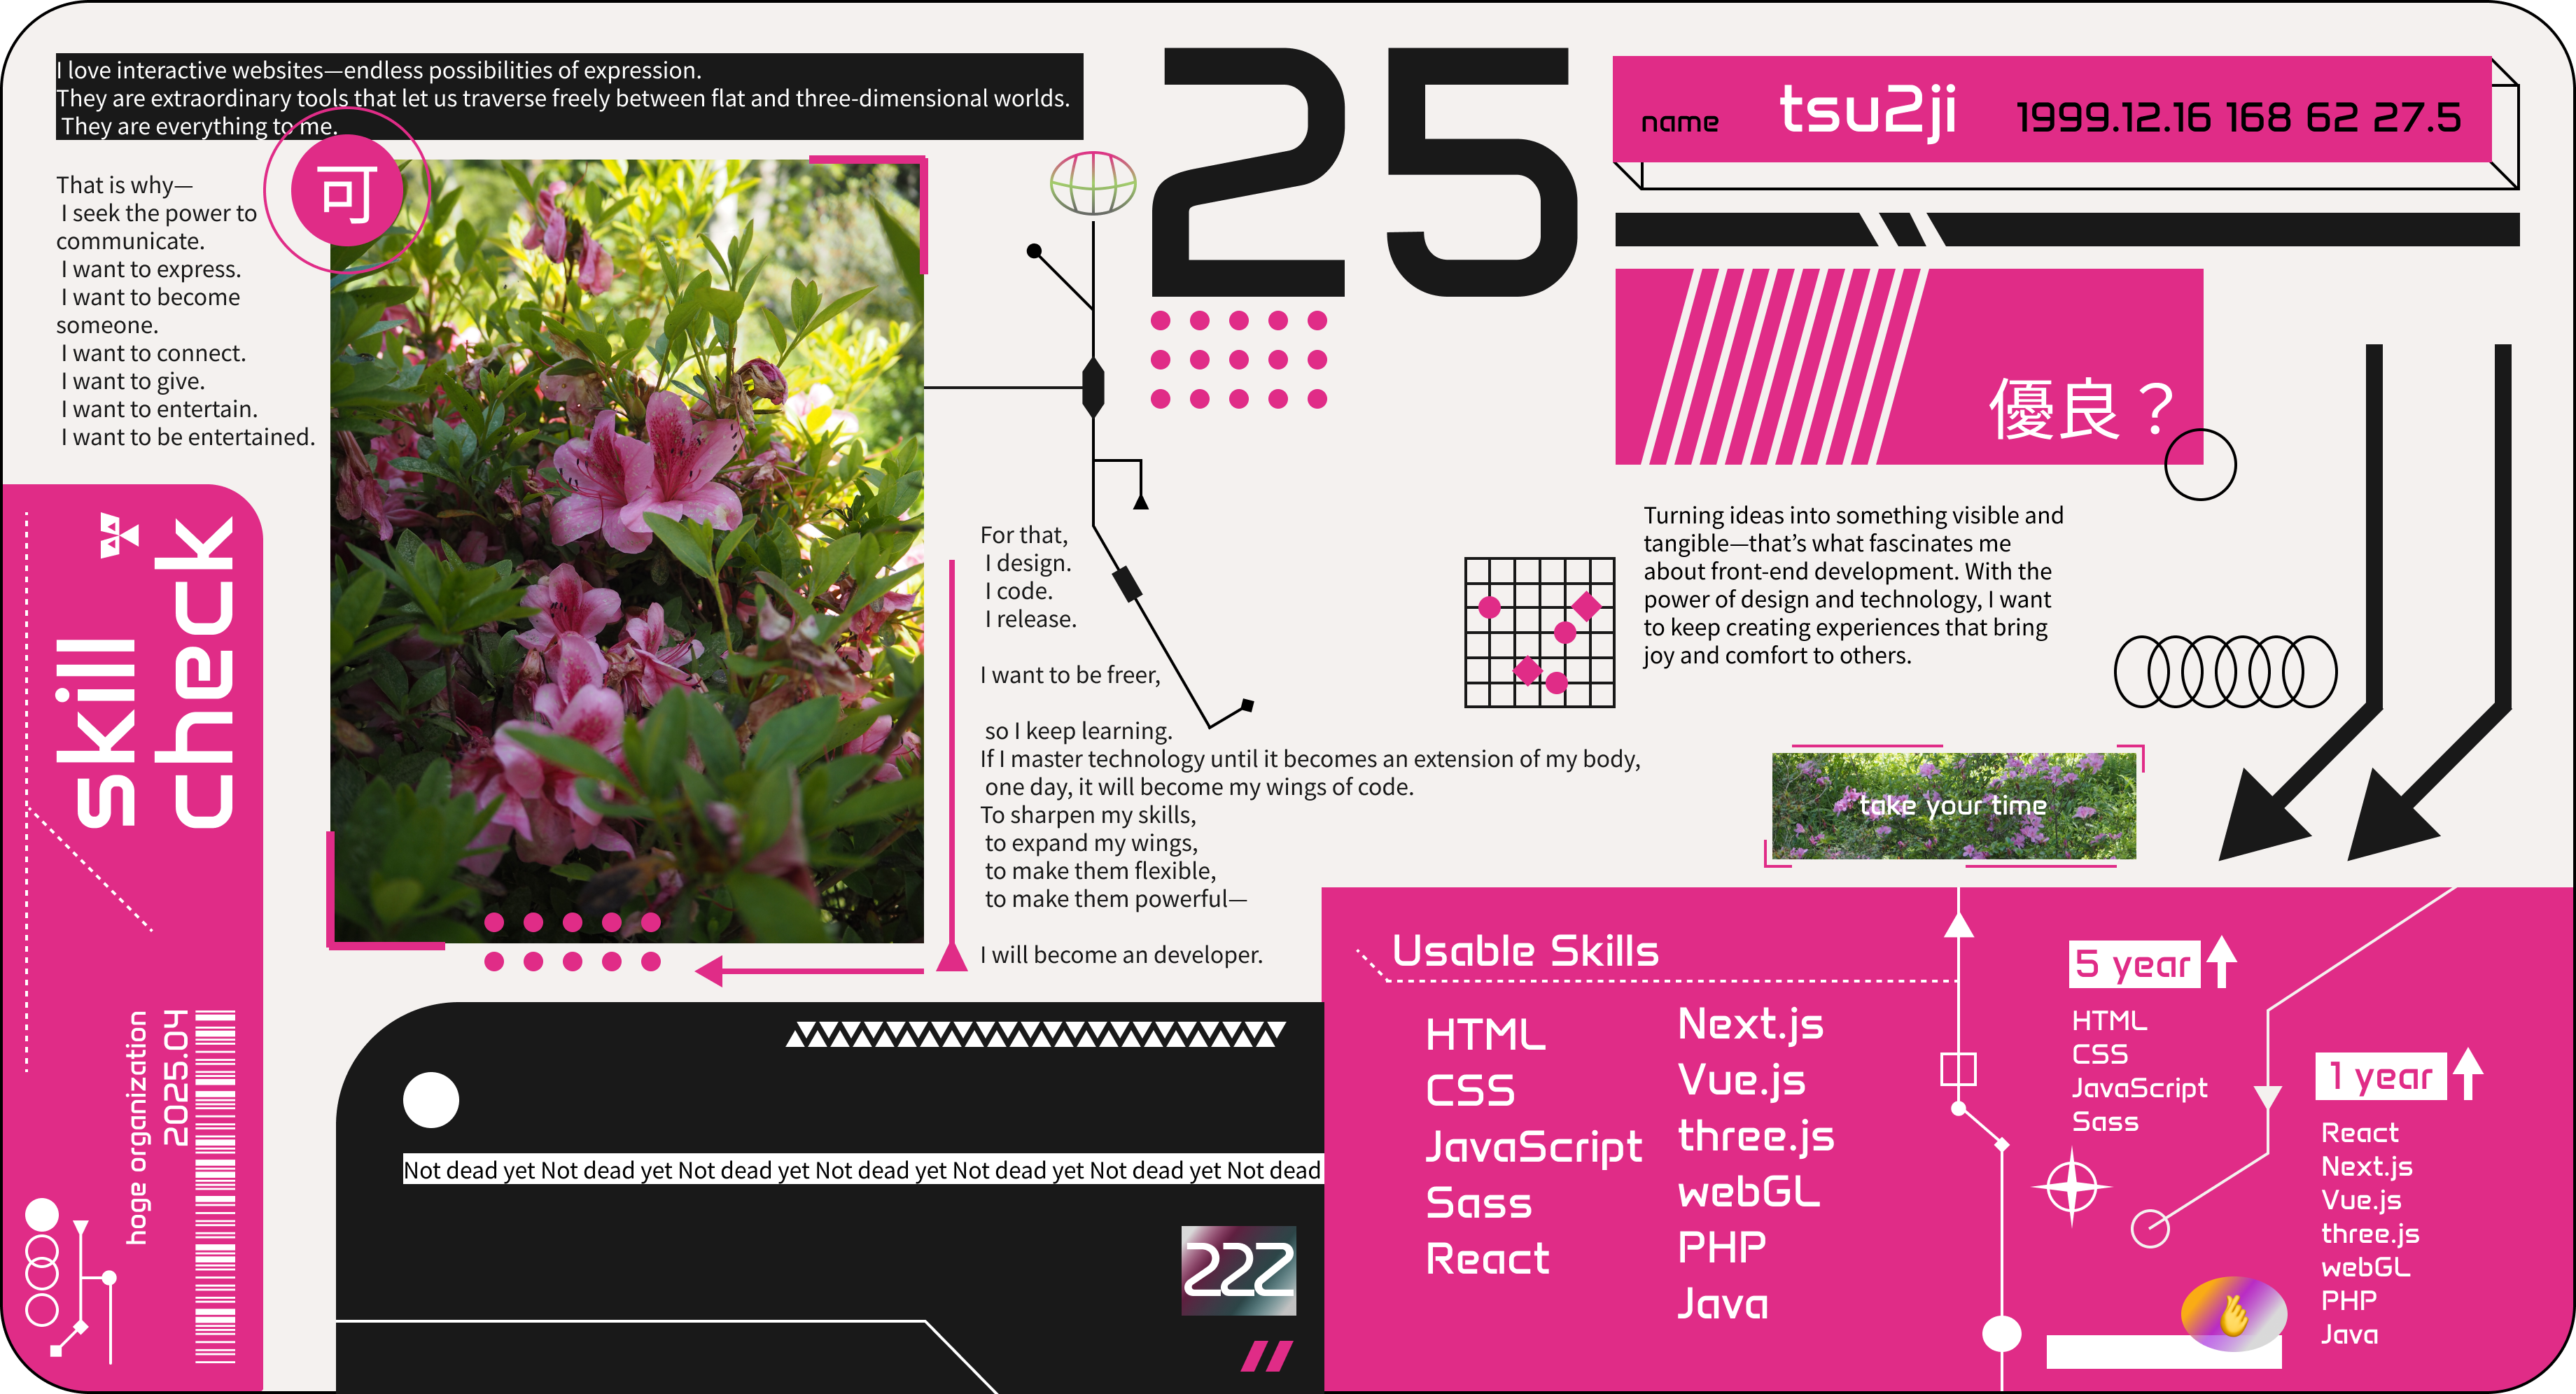 I love interactive websites—endless possibilities of expression.
They are extraordinary tools that let us traverse freely between flat and three-dimensional worlds.
They are everything to me.
可
That is why—
I seek the power to
communicate.
I want to express.
I want to become
someone.
I want to connect.
I want to give.
I want to entertain.
I want to be entertained.
25
name tsu2ji 1999.12.16 168 62 27.5
優良？
Turning ideas into something visible and
tangible—that’s what fascinates me
about front-end development. With the
power of design and technology, I want
to keep creating experiences that bring
joy and comfort to others.
skill
check
hoge organization
2025.04
For that,
I design.
I code.
I release.
I want to be freer,
so I keep learning.
If I master technology until it becomes an extension of my body,
one day, it will become my wings of code.
To sharpen my skills,
to expand my wings,
to make them flexible,
to make them powerful—
I will become an developer.
take your time
Not dead yet Not dead yet Not dead yet Not dead yet Not dead yet Not dead yet Not dead
222
Usable Skills
HTML
CSS
JavaScript
Sass
React
Next.js
Vue.js
three.js
webGL
PHP
Java
5 year
HTML
CSS
JavaScript
Sass
1 year
React
Next.js
Vue.js
three.js
webGL
PHP
Java